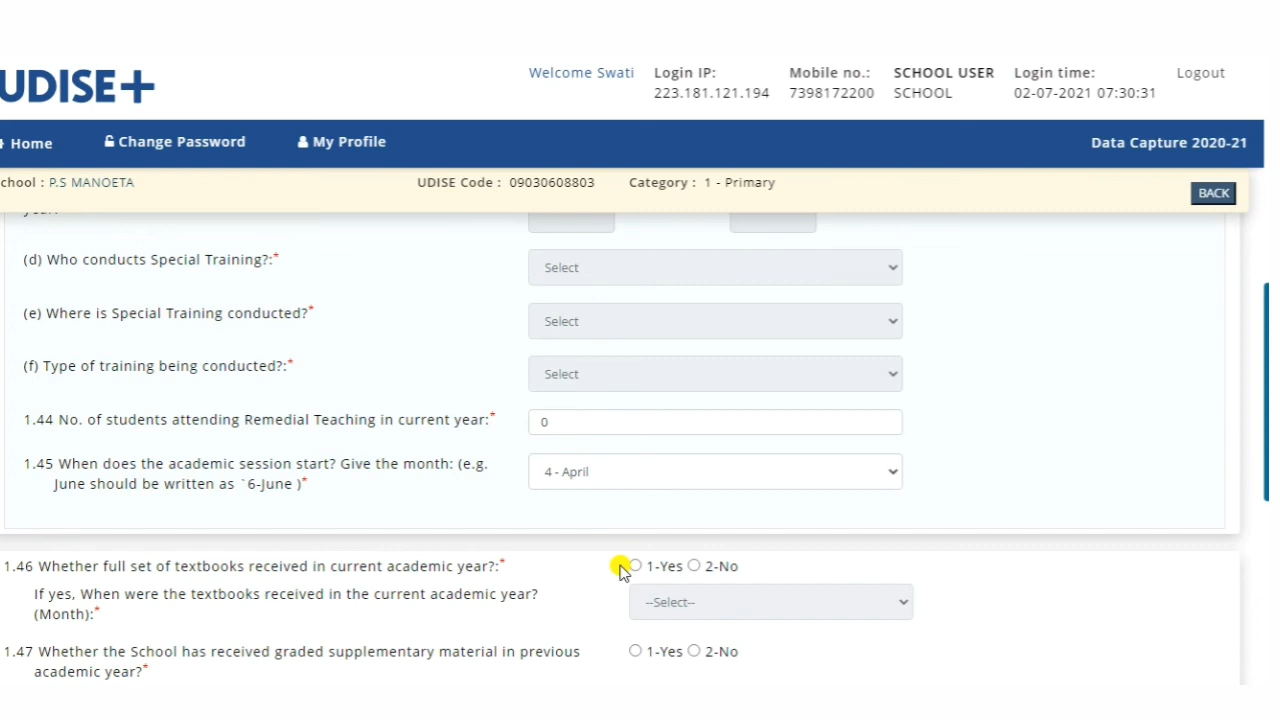 UDISE+
Welcome Swati Login IP: Mobile no.: SCHOOL USER Login time: Logout
223.181.121.194 7398172200 SCHOOL 02-07-2021 07:30:31
Home Change Password My Profile Data Capture 2020-21
chool : P.S MANOETA UDISE Code : 09030608803 Category : 1 - Primary
BACK
(d) Who conducts Special Training?:* Select
(e) Where is Special Training conducted?* Select
(f) Type of training being conducted?:* Select
1.44 No. of students attending Remedial Teaching in current year:* 0
1.45 When does the academic session start? Give the month: (e.g. 4 - April
June should be written as `6-June )*
1.46 Whether full set of textbooks received in current academic year?:* 1-Yes 2-No
If yes, When were the textbooks received in the current academic year? --Select--
(Month):*
1.47 Whether the School has received graded supplementary material in previous 1-Yes 2-No
academic year?*